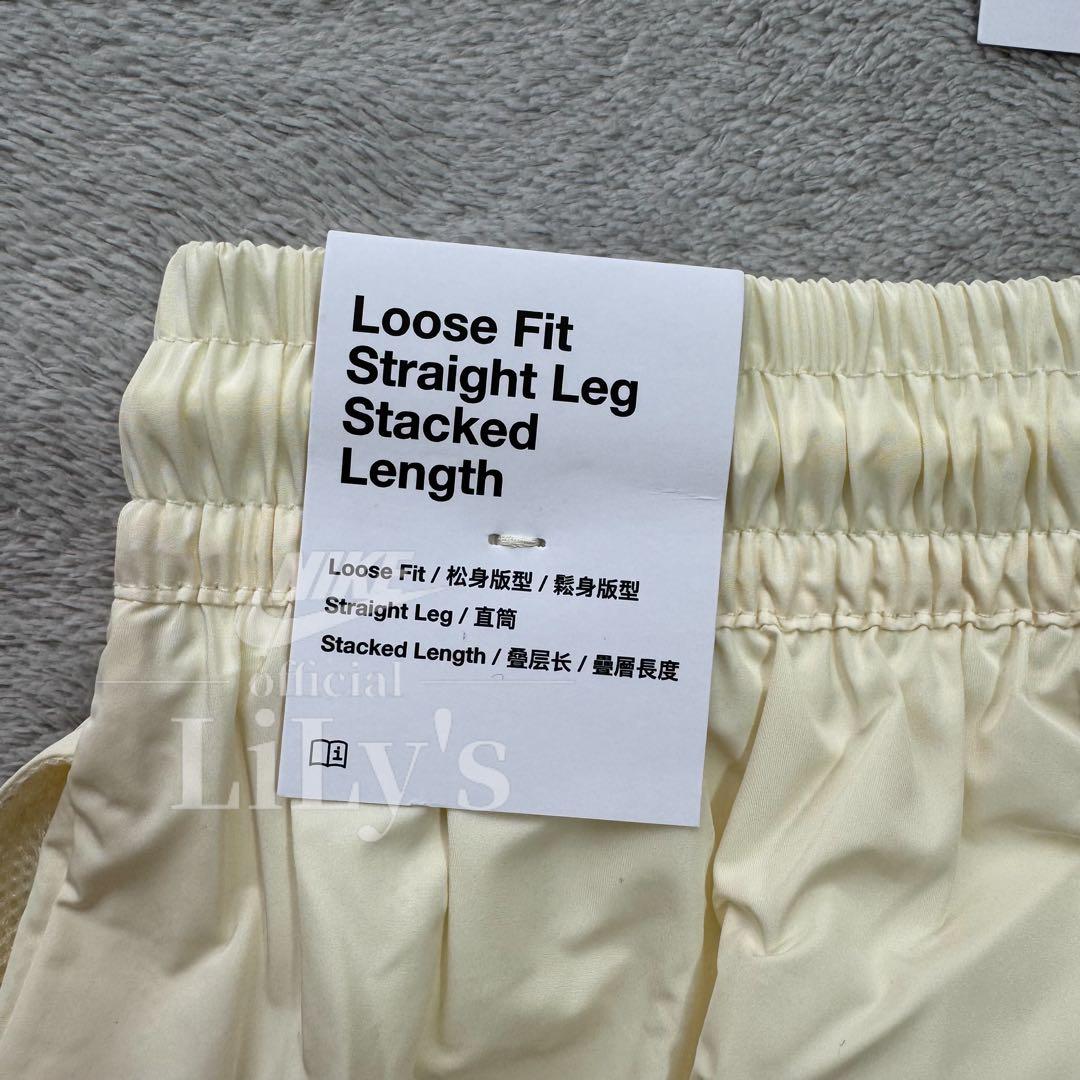 Loose Fit
Straight Leg
Stacked
Length
Loose Fit / 松身版型 / 鬆身版型
Straight Leg / 直筒
Stacked Length / 叠层长 / 疊層長度
i
NIKE
official
LiLy's